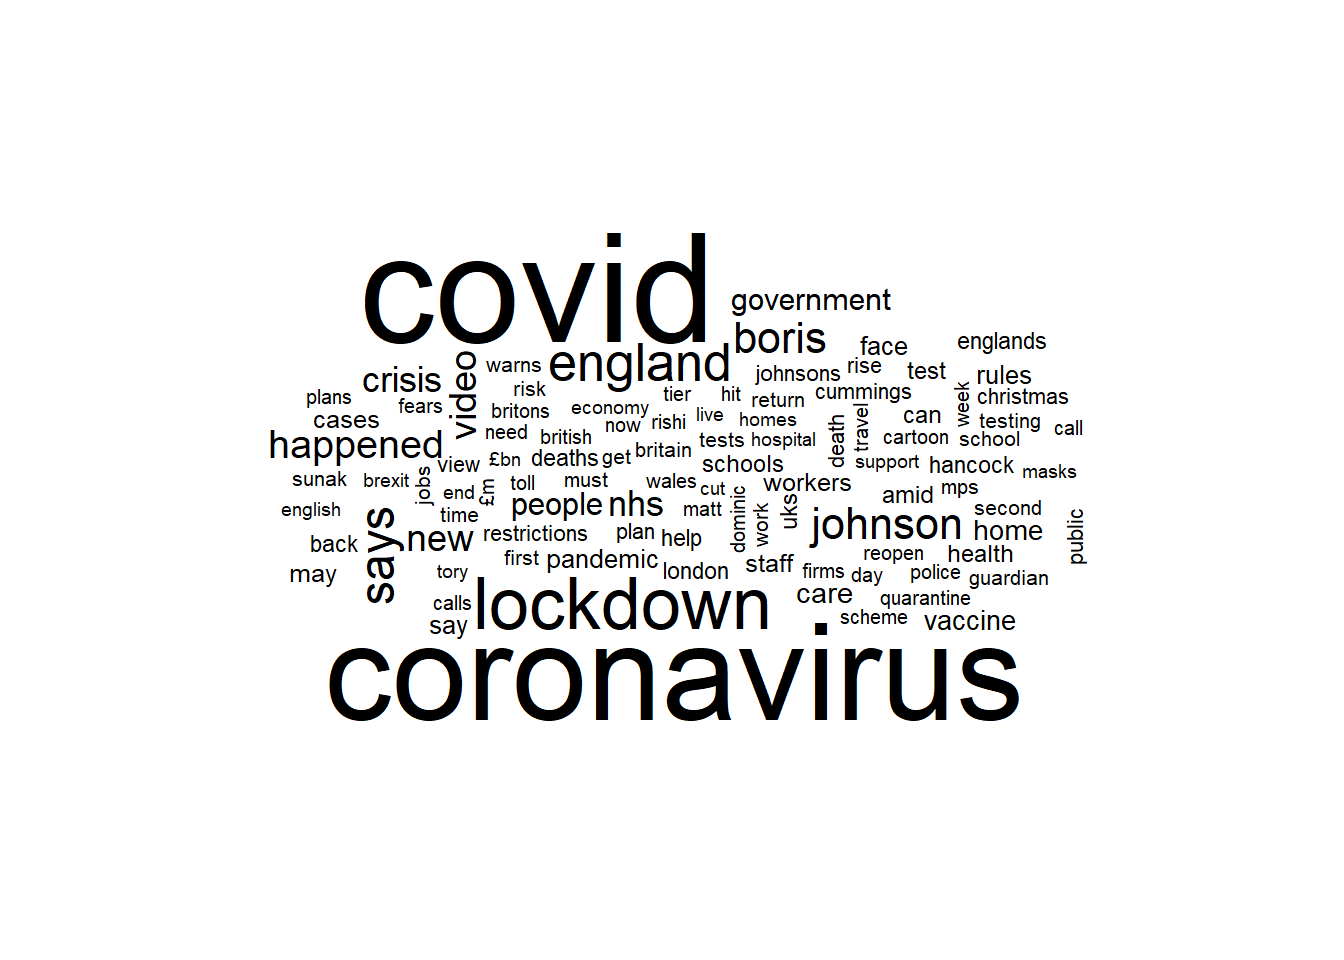 covid
government
boris
englands
england
face
video
warns
crisis
johnsons
rise
test
rules
risk
tier
hit
return
cummings
week
christmas
plans
fears
cases
britons
economy
now
rishi
live
homes
death
travel
can
testing
call
happened
need
british
tests
hospital
cartoon
school
view
£bn
deaths
get
britain
schools
support
hancock
masks
sunak
brexit
jobs
end
£m
toll
must
wales
cut
workers
amid
mps
english
time
people
nhs
matt
dominic
work
uks
johnson
second
home
public
back
says
new
restrictions
plan
help
first
pandemic
london
staff
reopen
health
may
tory
firms
day
police
guardian
calls
say
lockdown
care
quarantine
scheme
vaccine
coronavirus